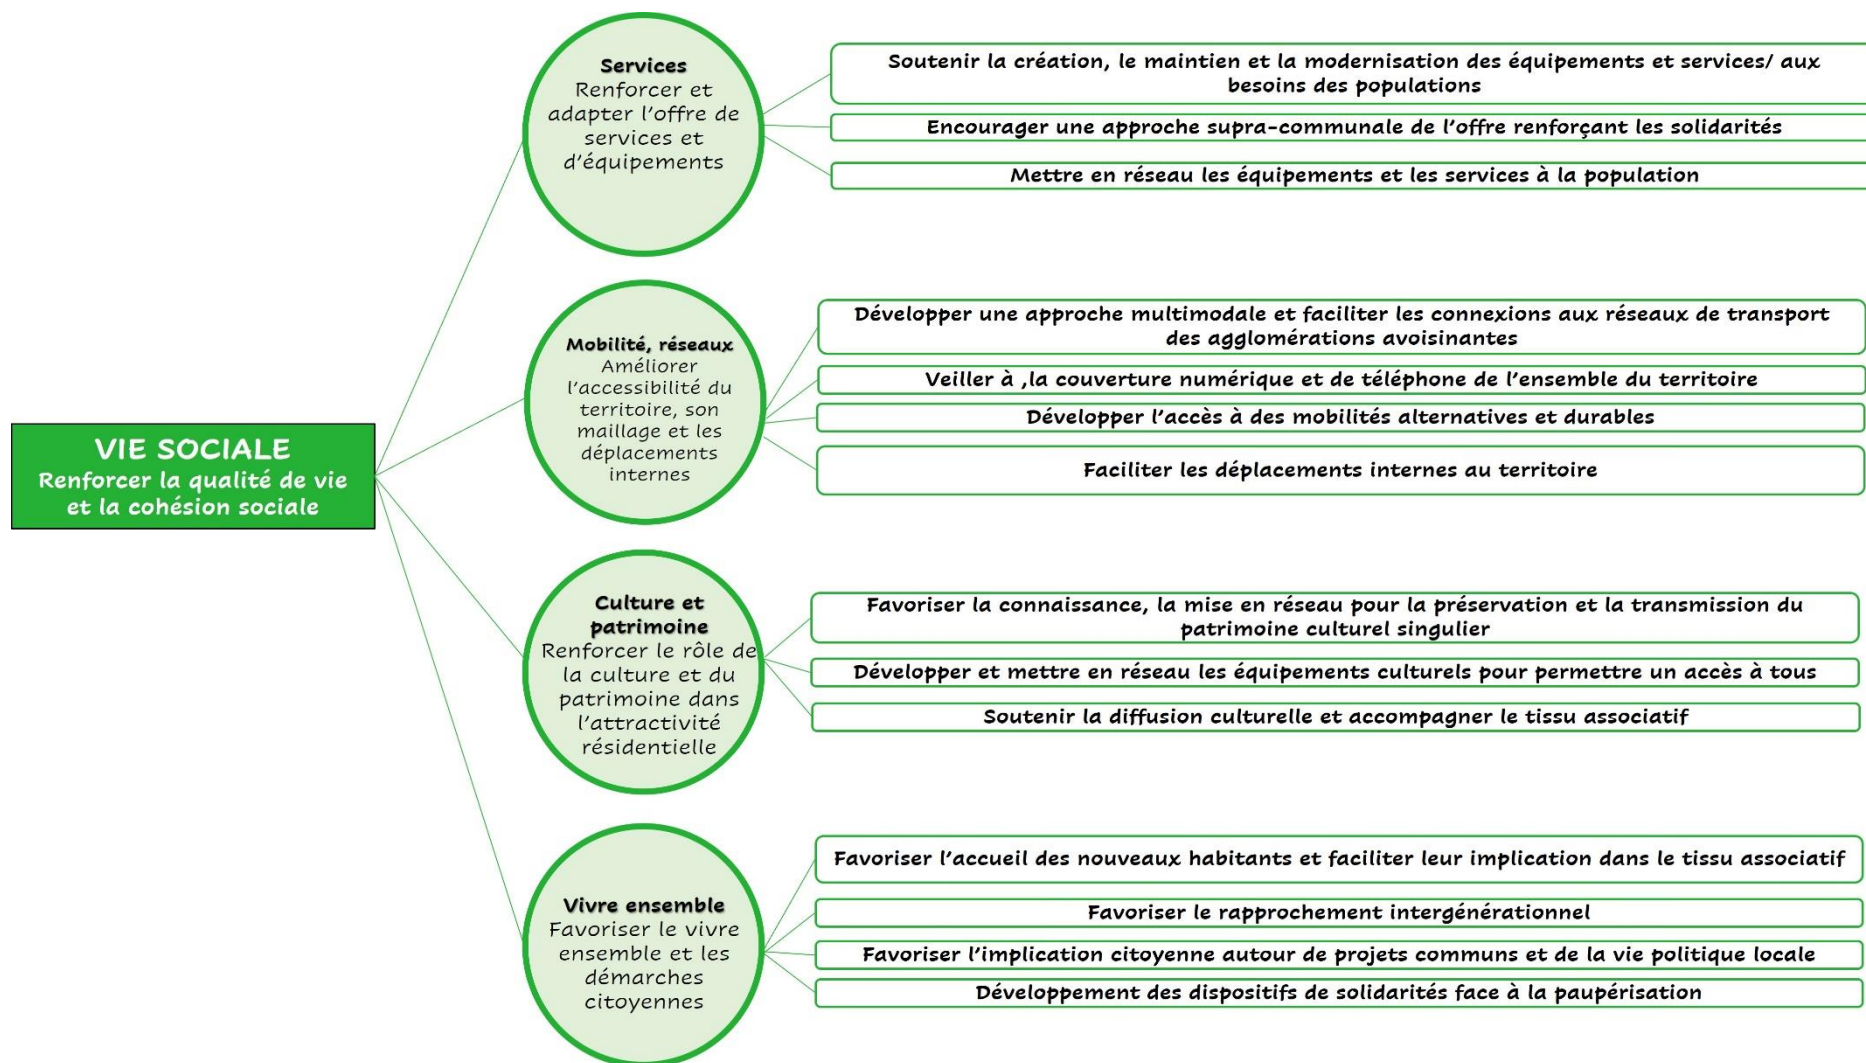 VIE SOCIALE
Renforcer la qualité de vie
et la cohésion sociale
Services
Renforcer et
adapter l'offre de
services et
d'équipements
Soutenir la création, le maintien et la modernisation des équipements et services/ aux
besoins des populations
Encourager une approche supra-communale de l'offre renforçant les solidarités
Mettre en réseau les équipements et les services à la population
Mobilité, réseaux
Améliorer
l'accessibilité du
territoire, son
maillage et les
déplacements
internes
Développer une approche multimodale et faciliter les connexions aux réseaux de transport
des agglomérations avoisinantes
Veiller à ,la couverture numérique et de téléphone de l'ensemble du territoire
Développer l'accès à des mobilités alternatives et durables
Faciliter les déplacements internes au territoire
Culture et
patrimoine
Renforcer le rôle de
la culture et du
patrimoine dans
l'attractivité
résidentielle
Favoriser la connaissance, la mise en réseau pour la préservation et la transmission du
patrimoine culturel singulier
Développer et mettre en réseau les équipements culturels pour permettre un accès à tous
Soutenir la diffusion culturelle et accompagner le tissu associatif
Vivre ensemble
Favoriser le vivre
ensemble et les
démarches
citoyennes
Favoriser l'accueil des nouveaux habitants et faciliter leur implication dans le tissu associatif
Favoriser le rapprochement intergénérationnel
Favoriser l'implication citoyenne autour de projets communs et de la vie politique locale
Développement des dispositifs de solidarités face à la paupérisation